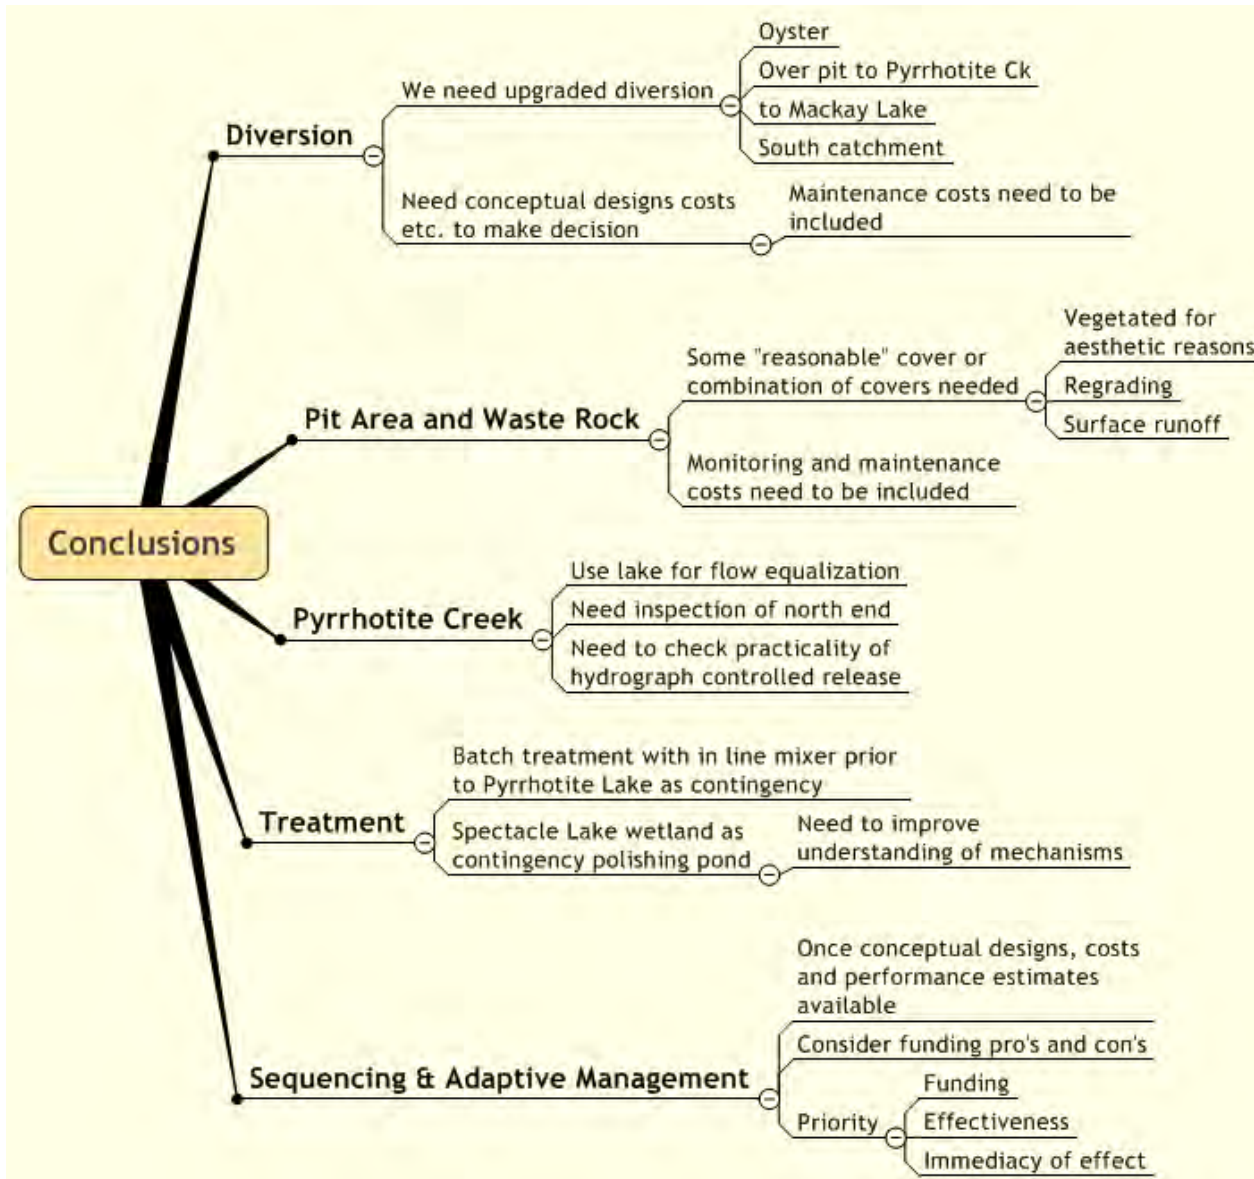 Conclusions
Diversion
We need upgraded diversion
Oyster
Over pit to Pyrrhotite Ck
to Mackay Lake
South catchment
Need conceptual designs costs
etc. to make decision
Maintenance costs need to be
included
Pit Area and Waste Rock
Some "reasonable" cover or
combination of covers needed
Vegetated for
aesthetic reasons
Regrading
Surface runoff
Monitoring and maintenance
costs need to be included
Pyrrhotite Creek
Use lake for flow equalization
Need inspection of north end
Need to check practicality of
hydrograph controlled release
Treatment
Batch treatment with in line mixer prior
to Pyrrhotite Lake as contingency
Spectacle Lake wetland as
contingency polishing pond
Need to improve
understanding of mechanisms
Sequencing & Adaptive Management
Once conceptual designs, costs
and performance estimates
available
Consider funding pro's and con's
Priority
Funding
Effectiveness
Immediacy of effect